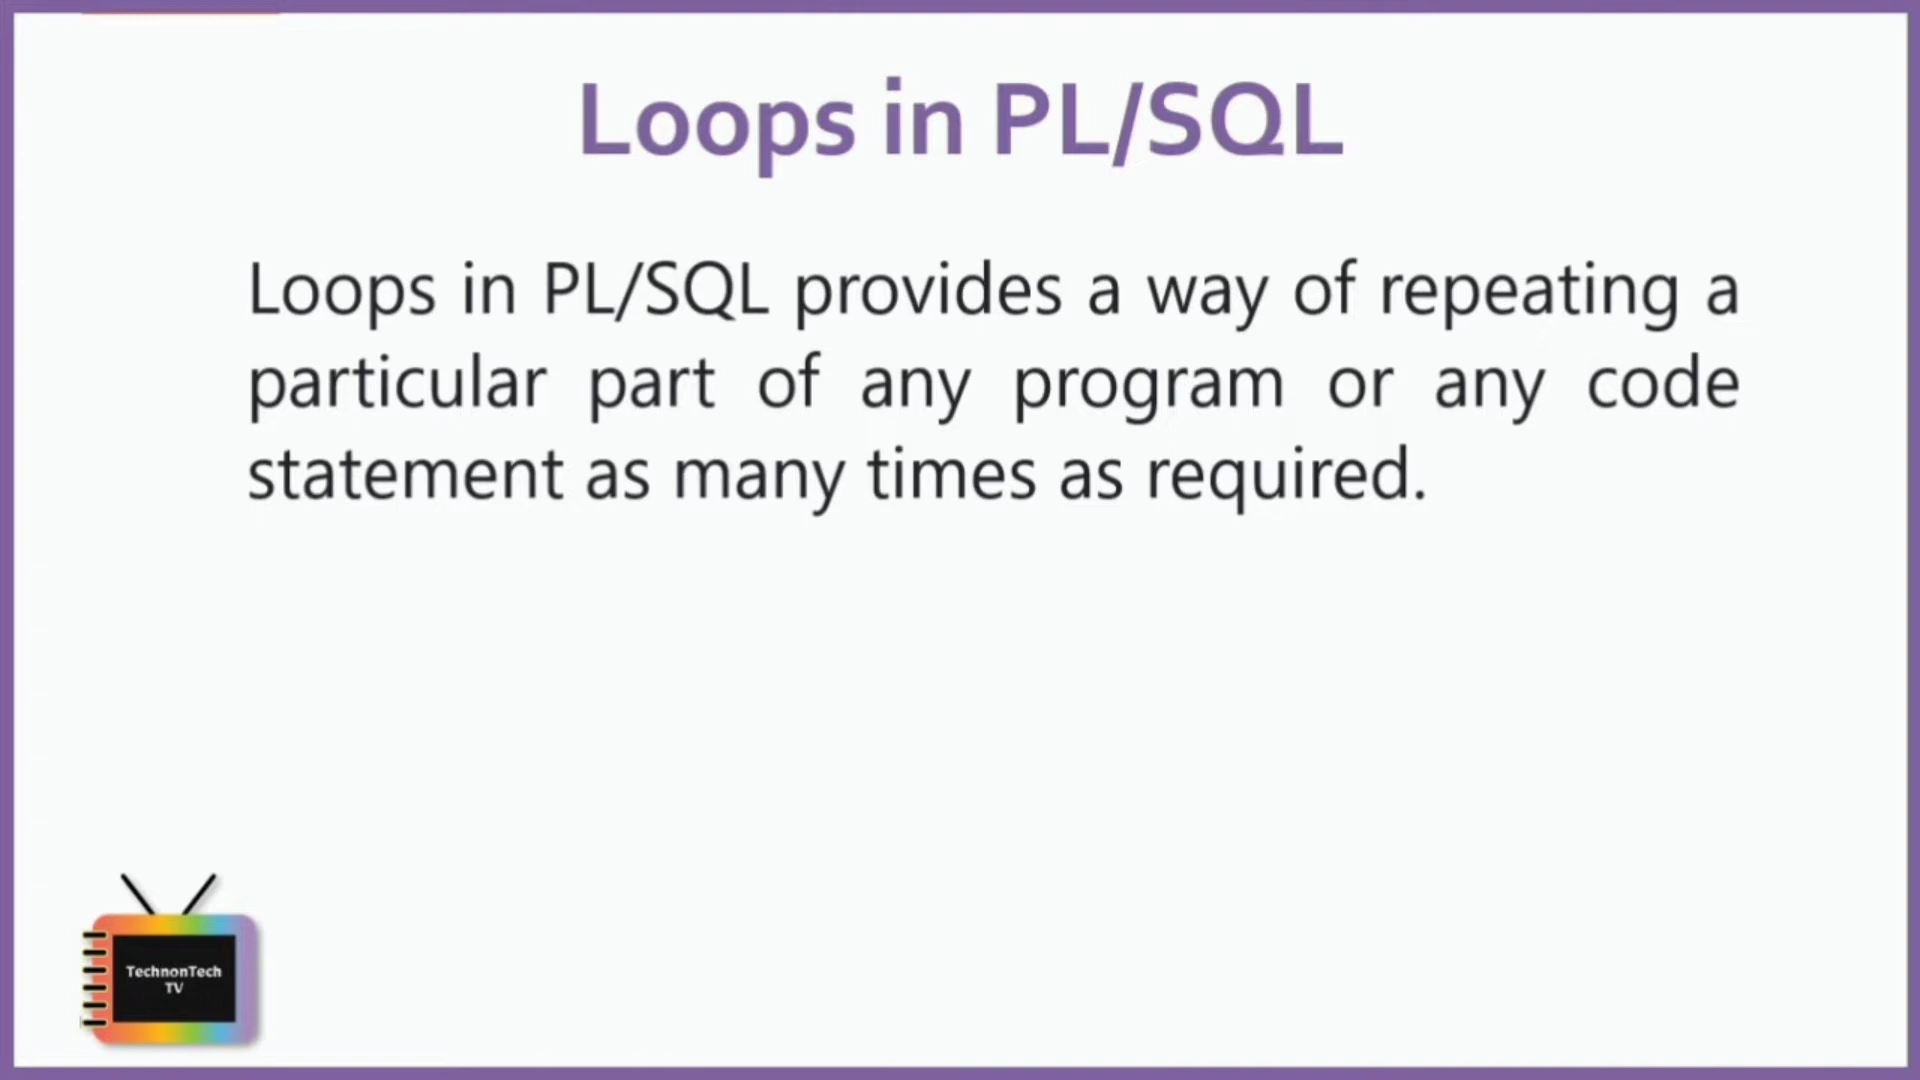 Loops in PL/SQL
Loops in PL/SQL provides a way of repeating a
particular part of any program or any code
statement as many times as required.
TechnonTech
TV